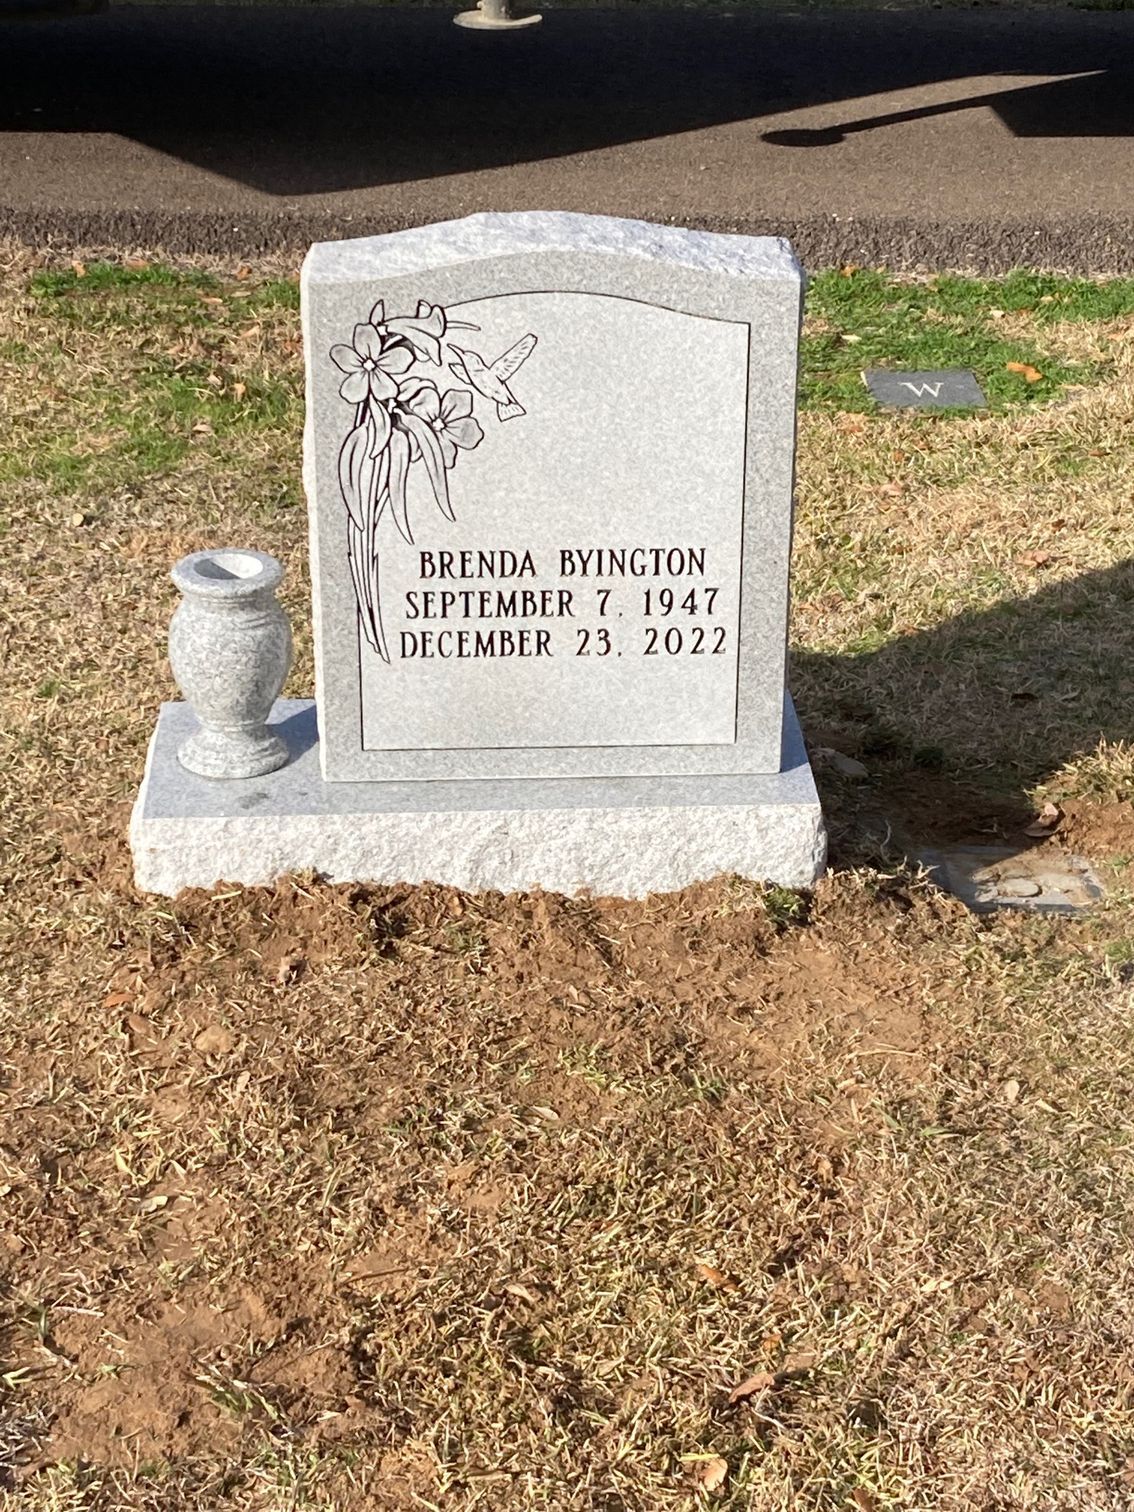 W
BRENDA BYINGTON
SEPTEMBER 7, 1947
DECEMBER 23, 2022